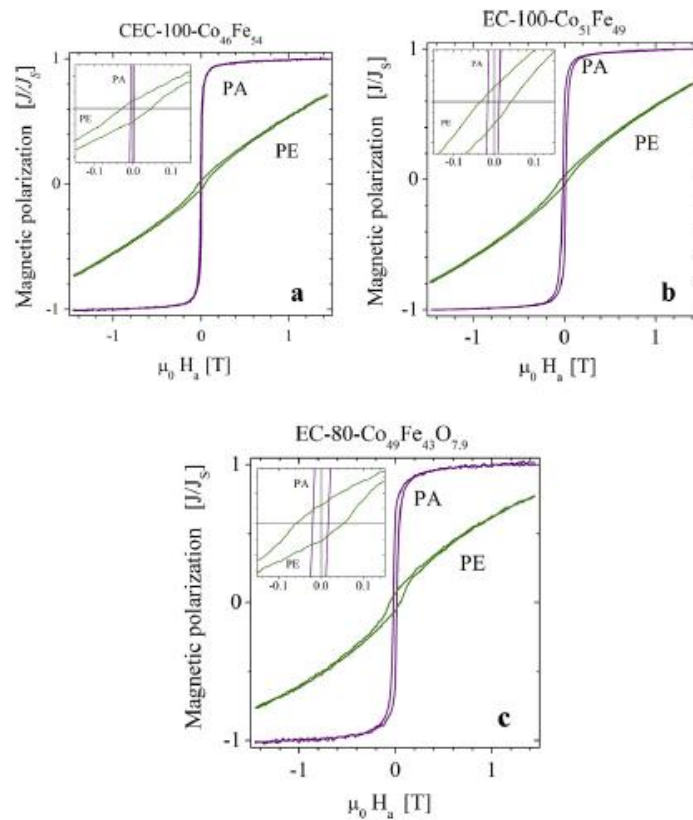 CEC-100-Co₄₆Fe₅₄
Magnetic polarization [J/J_S]
1
0
-1
PA
PE
-0.1
0.0
0.1
PA
PE
a
-1
0
1
μ₀ Hₐ [T]
EC-100-Co₅₁Fe₄₉
Magnetic polarization [J/J_S]
1
0
-1
PA
PE
-0.1
0.0
0.1
PA
PE
b
-1
0
1
μ₀ Hₐ [T]
EC-80-Co₄₉Fe₄₃O₇.₉
Magnetic polarization [J/J_S]
1
0
-1
PA
PE
-0.1
0.0
0.1
PA
PE
c
-1
0
1
μ₀ Hₐ [T]